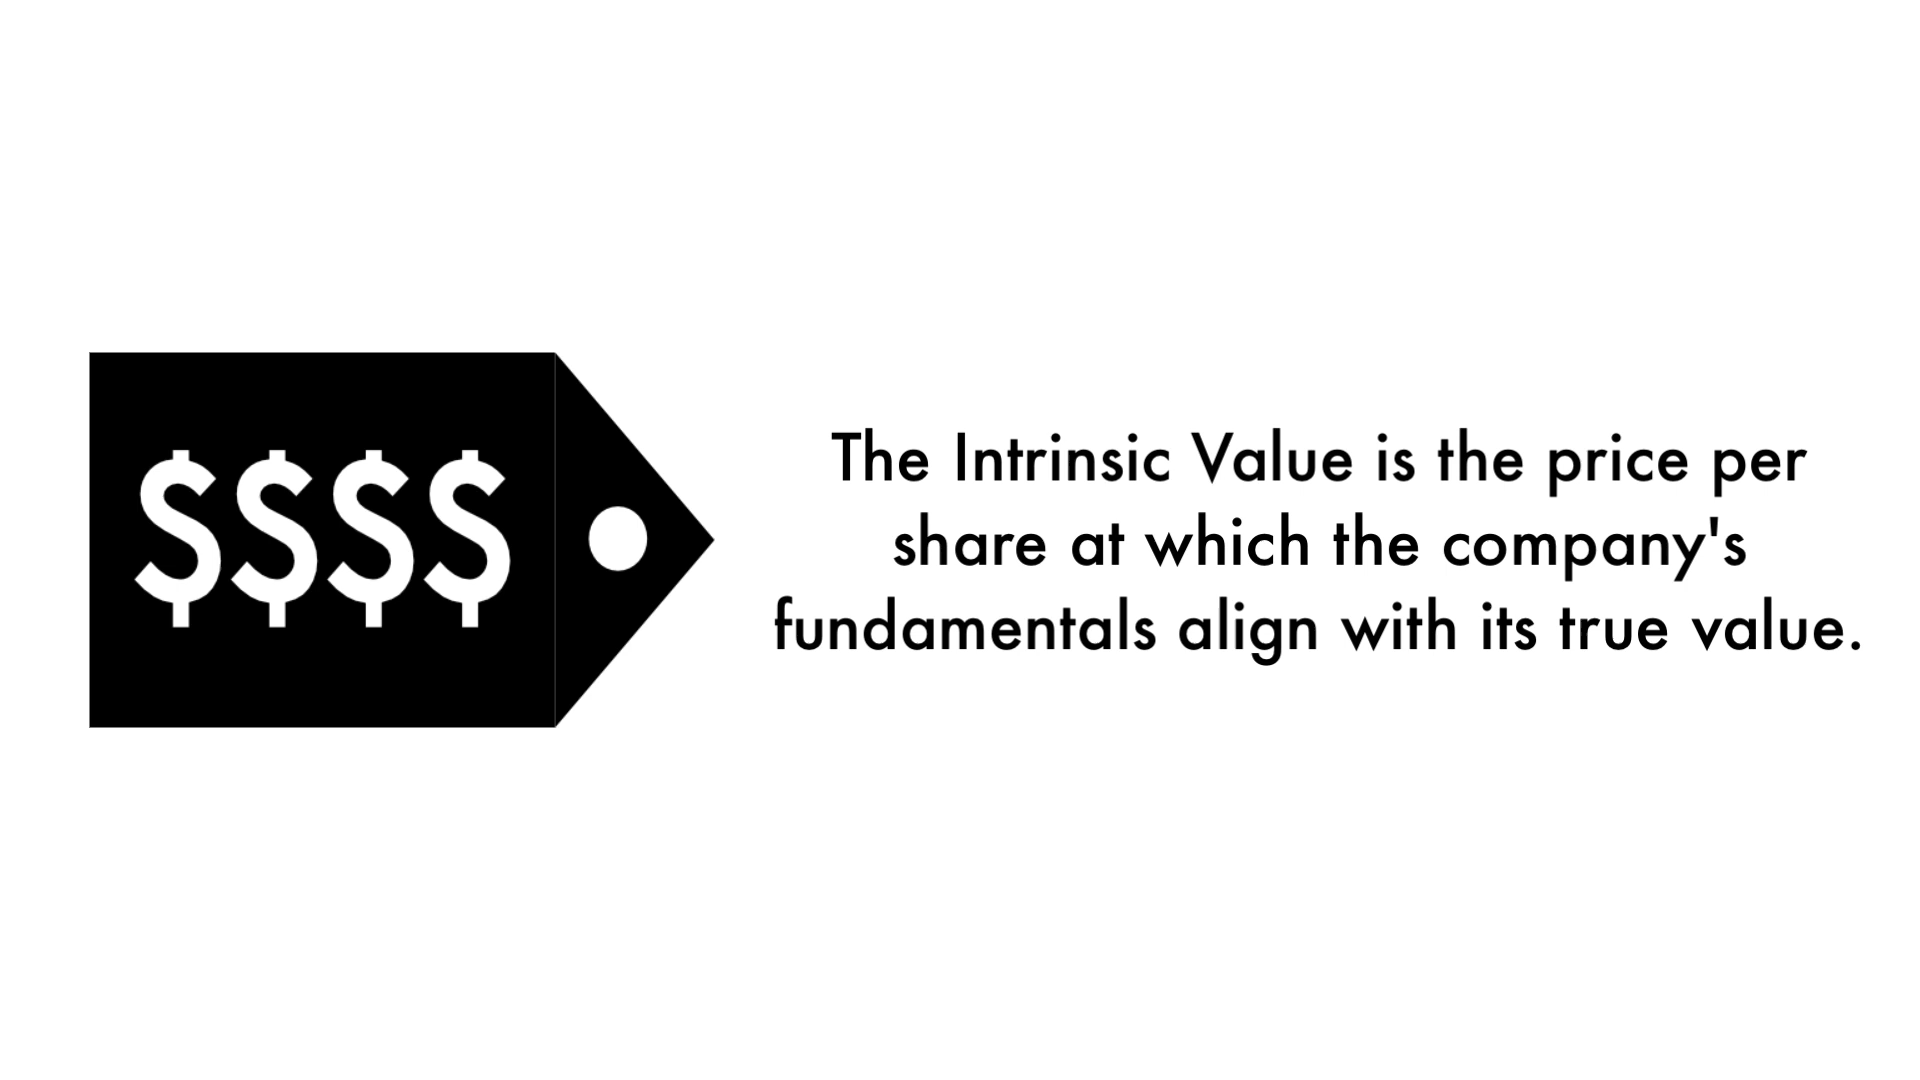 $$$$
The Intrinsic Value is the price per
share at which the company's
fundamentals align with its true value.